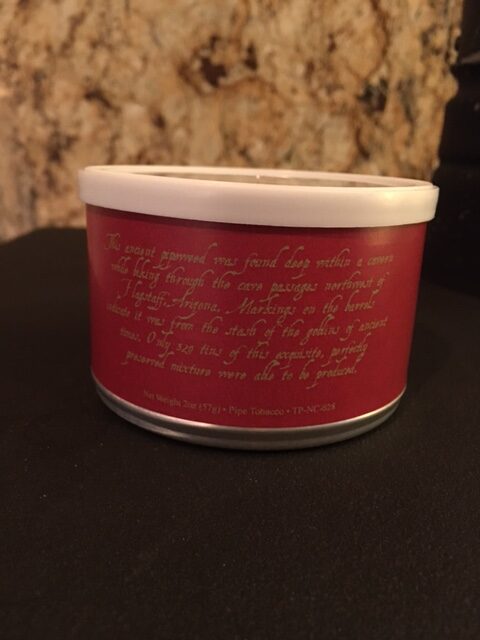 This ancient pipeweed was found deep within a cavern
while hiking through the cave passages northwest of
Flagstaff, Arizona. Markings on the barrels
indicate it was from the stash of the goblins of ancient
times. Only 320 tins of this exquisite, perfectly
preserved mixture were able to be produced.
Net Weight 2oz (57g) • Pipe Tobacco • TP-NC-028